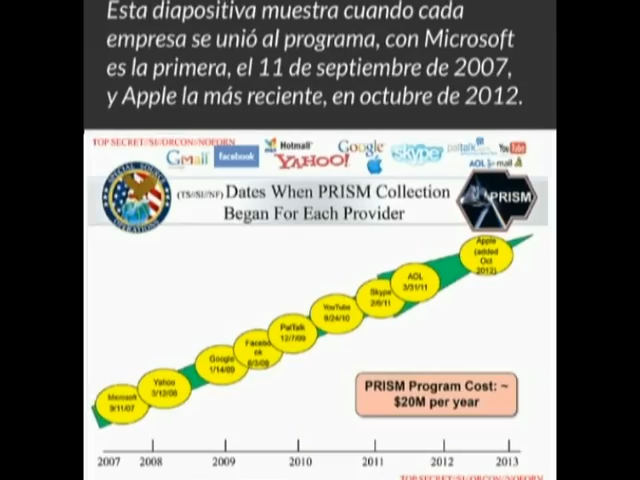 Esta diapositiva muestra cuando cada
empresa se unió al programa, con Microsoft
es la primera, el 11 de septiembre de 2007,
y Apple la más reciente, en octubre de 2012.
TOP SECRET//SI//ORCON//NOFORN
Hotmail
Google
paltalk
YouTube
Gmail
facebook
YAHOO!
skype
AOL mail
SPECIAL SOURCE OPERATIONS
(TS//SI//NF) Dates When PRISM Collection
Began For Each Provider
PRISM
Apple
(added
Oct
2012)
AOL
3/31/11
Skype
2/6/11
YouTube
9/24/10
PalTalk
12/7/09
Facebo
ok
6/3/09
Google
1/14/09
Yahoo
3/12/08
Microsoft
9/11/07
PRISM Program Cost: ~
$20M per year
2007 2008 2009 2010 2011 2012 2013
TOP SECRET//SI//ORCON//NOFORN